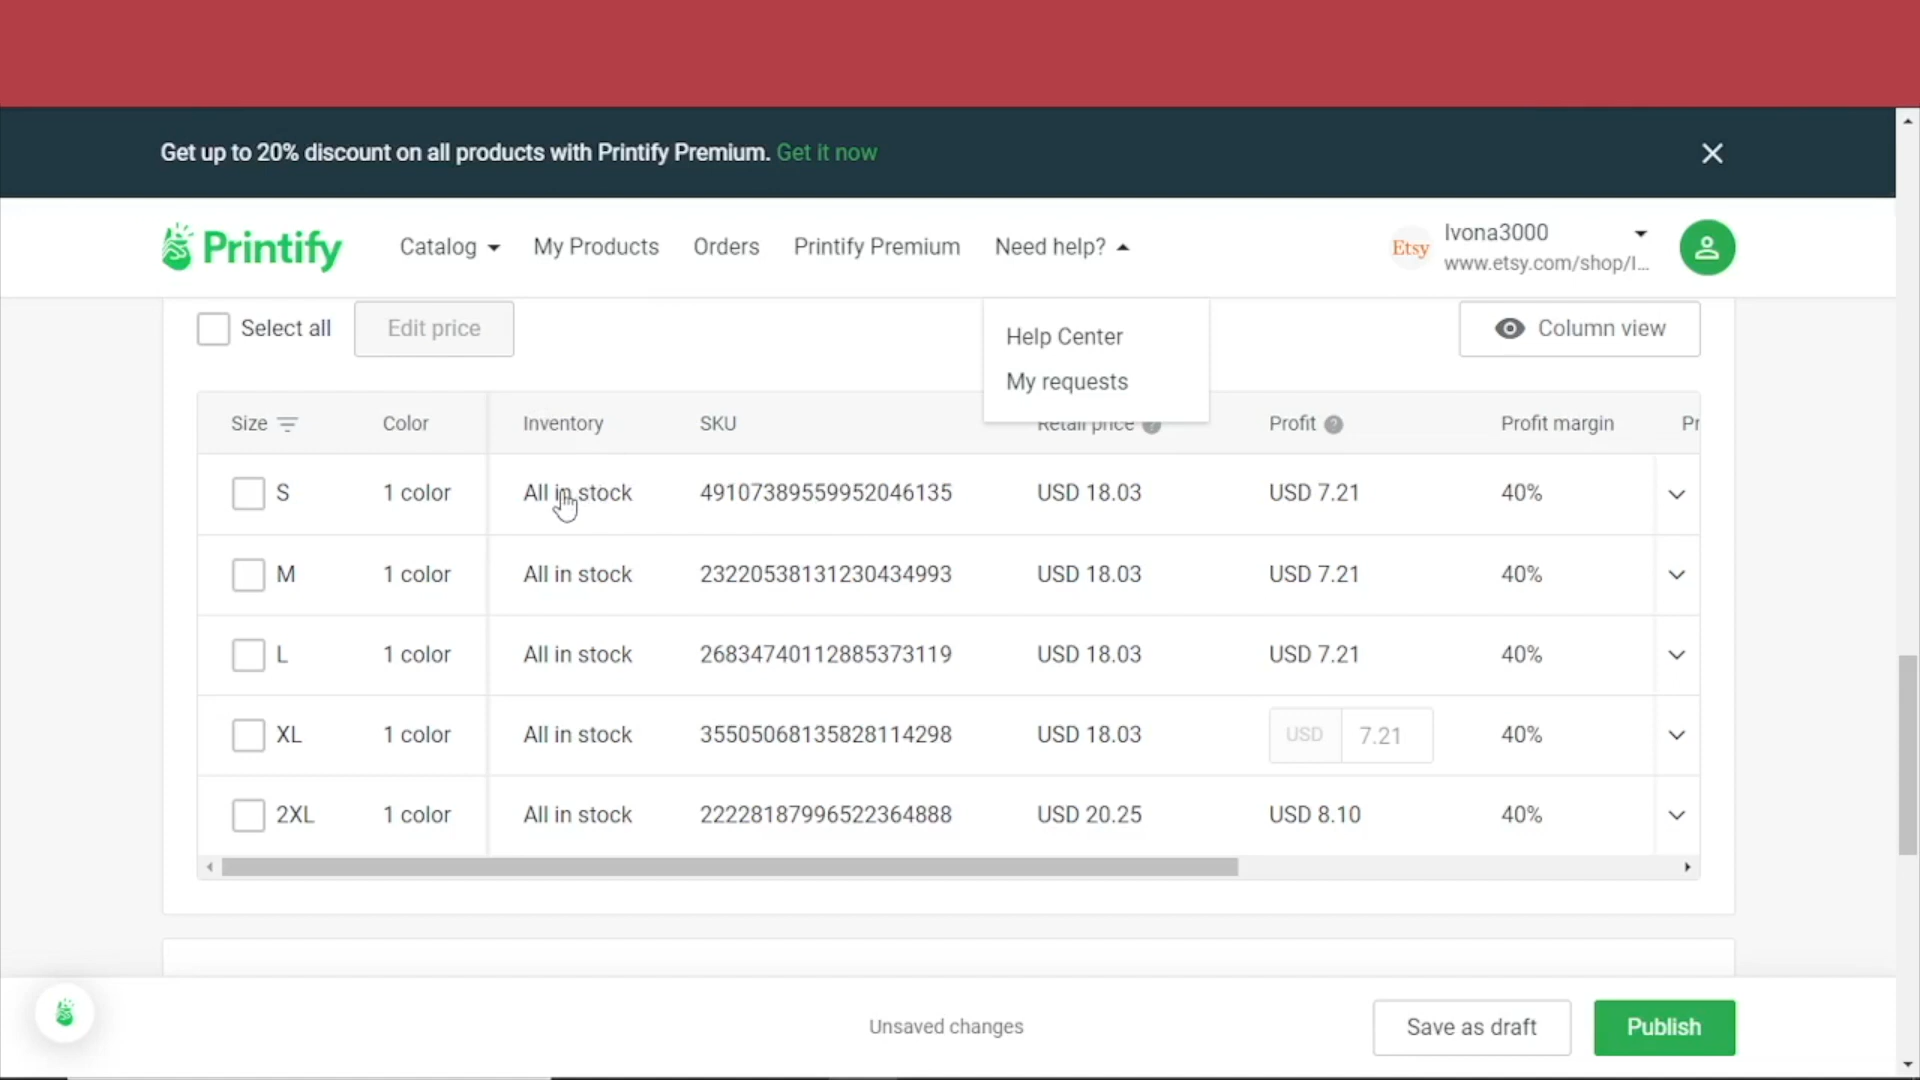 Get up to 20% discount on all products with Printify Premium. Get it now
Printify Catalog My Products Orders Printify Premium Need help? Etsy Ivona3000
www.etsy.com/shop/I...
Select all Edit price Help Center Column view
My requests
Size Color Inventory SKU Retail price Profit Profit margin Pr
S 1 color All in stock 49107389559952046135 USD 18.03 USD 7.21 40%
M 1 color All in stock 23220538131230434993 USD 18.03 USD 7.21 40%
L 1 color All in stock 26834740112885373119 USD 18.03 USD 7.21 40%
XL 1 color All in stock 35505068135828114298 USD 18.03 USD 7.21 40%
2XL 1 color All in stock 22228187996522364888 USD 20.25 USD 8.10 40%
Unsaved changes Save as draft Publish